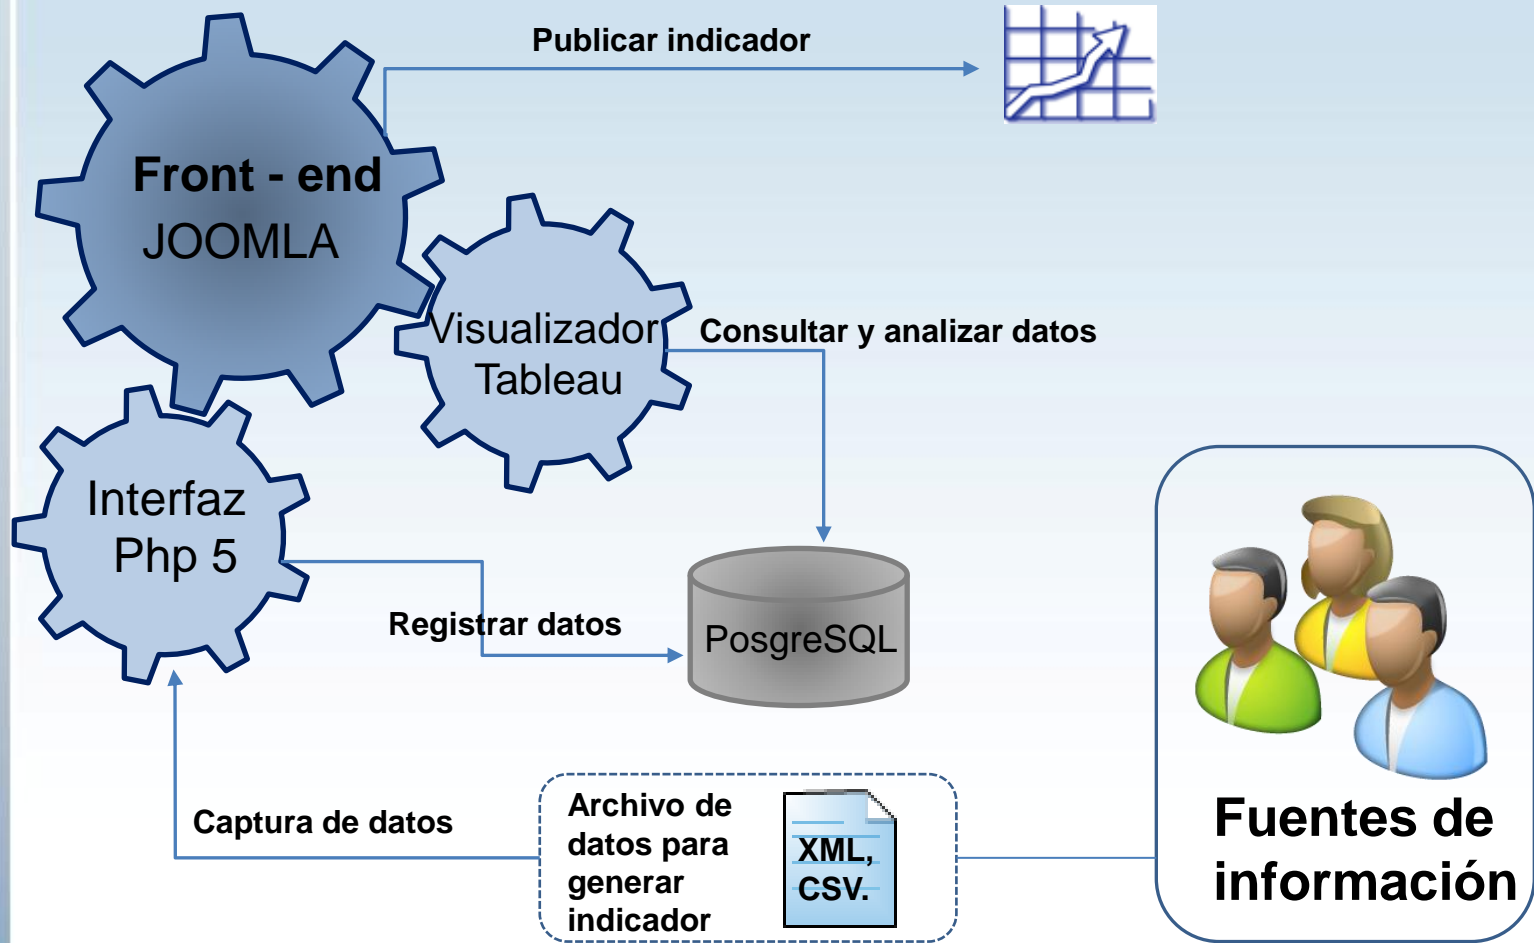 Publicar indicador
Front - end
JOOMLA
Visualizador
Tableau
Consultar y analizar datos
Interfaz
Php 5
Registrar datos
PosgreSQL
Captura de datos
Archivo de
datos para
generar
indicador
XML,
CSV.
Fuentes de
información